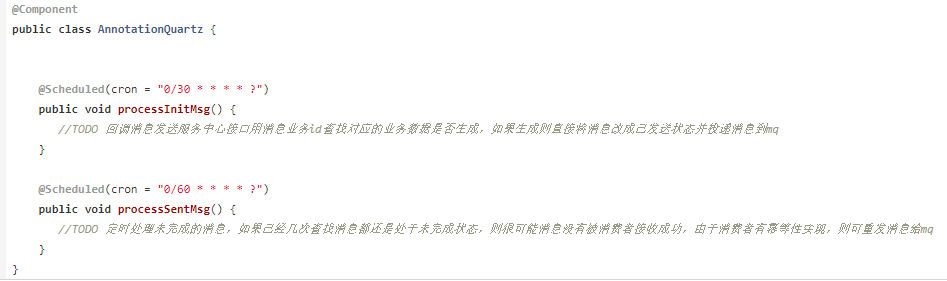 @Component
public class AnnotationQuartz {
@Scheduled(cron = "0/30 * * * * ?")
public void processInitMsg() {
//TODO 回调消息发送服务中心接口用消息业务id查找对应的业务数据是否生成，如果生成则直接将消息改成已发送状态并投递消息到mq
}
@Scheduled(cron = "0/60 * * * * ?")
public void processSentMsg() {
//TODO 定时处理未完成的消息，如果已经几次查找消息都还是处于未完成状态，则很可能消息没有被消费者接收成功，由于消费者有幂等性实现，则可重发消息给mq
}
}